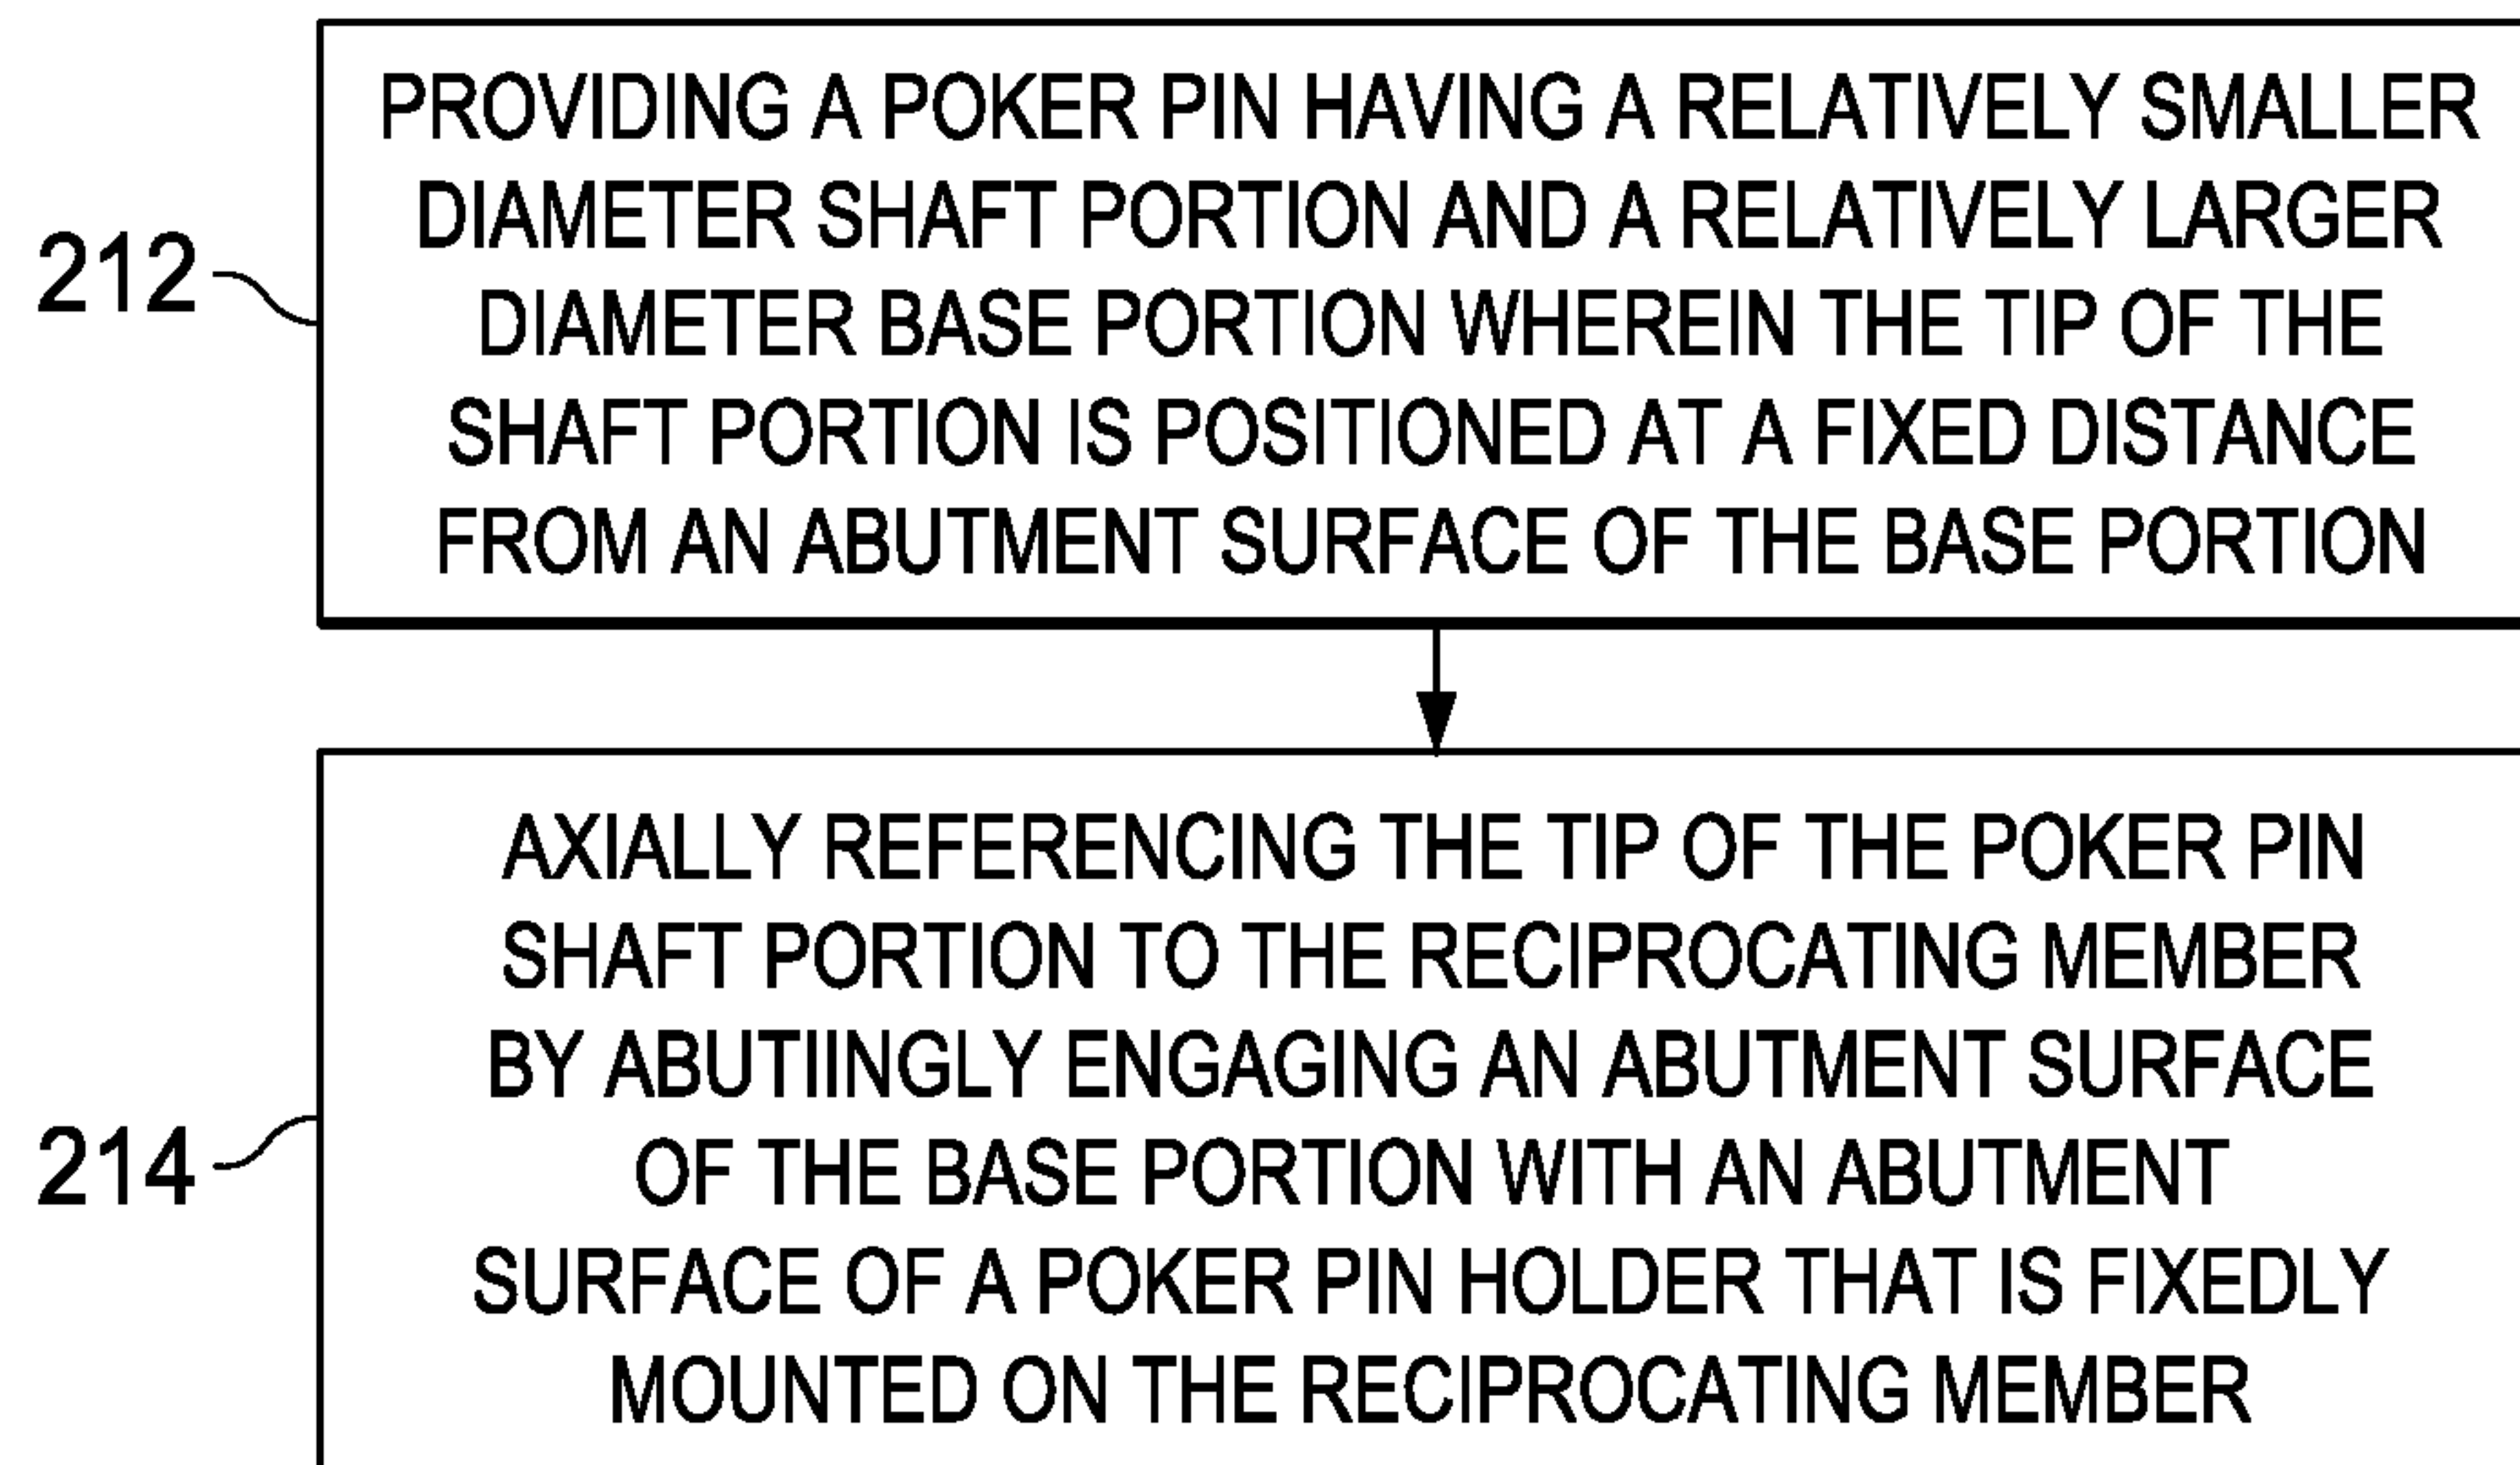 PROVIDING A POKER PIN HAVING A RELATIVELY SMALLER
DIAMETER SHAFT PORTION AND A RELATIVELY LARGER
212
DIAMETER BASE PORTION WHEREIN THE TIP OF THE
SHAFT PORTION IS POSITIONED AT A FIXED DISTANCE
FROM AN ABUTMENT SURFACE OF THE BASE PORTION
AXIALLY REFERENCING THE TIP OF THE POKER PIN
SHAFT PORTION TO THE RECIPROCATING MEMBER
BY ABUTIINGLY ENGAGING AN ABUTMENT SURFACE
214
OF THE BASE PORTION WITH AN ABUTMENT
SURFACE OF A POKER PIN HOLDER THAT IS FIXEDLY
MOUNTED ON THE RECIPROCATING MEMBER